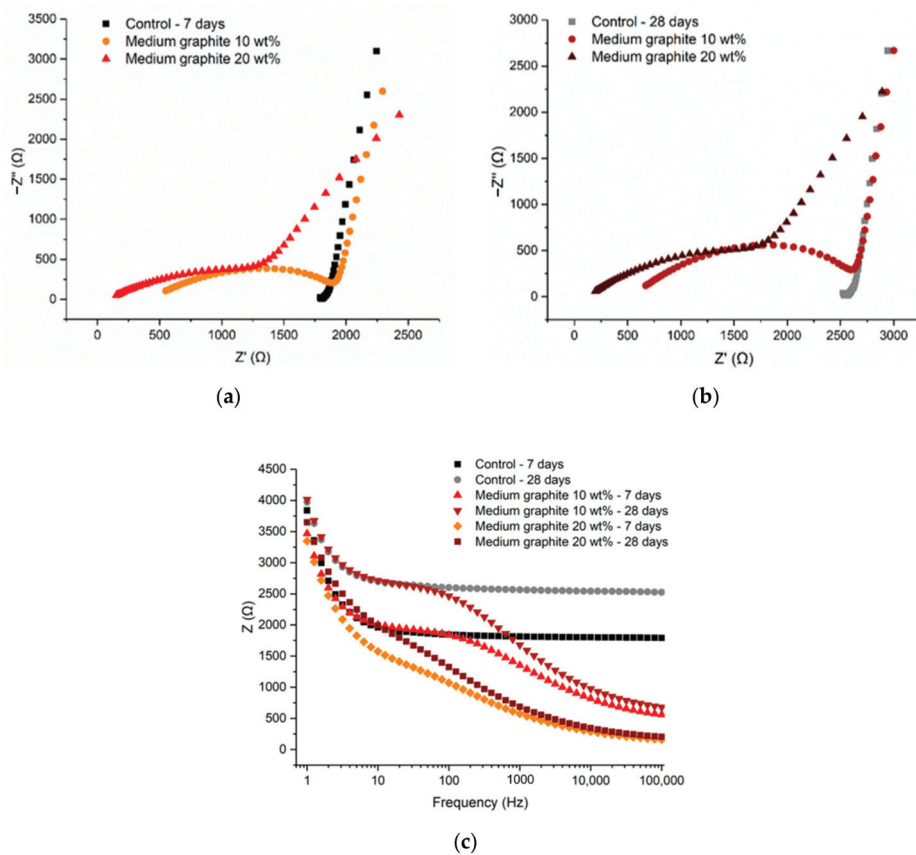 Control - 7 days
Medium graphite 10 wt%
Medium graphite 20 wt%
3500
3000
2500
2000
1500
1000
500
0
−Z'' (Ω)
0 500 1000 1500 2000 2500
Z' (Ω)
(a)
Control - 28 days
Medium graphite 10 wt%
Medium graphite 20 wt%
3000
2500
2000
1500
1000
500
0
−Z'' (Ω)
0 500 1000 1500 2000 2500 3000
Z' (Ω)
(b)
Control - 7 days
Control - 28 days
Medium graphite 10 wt% - 7 days
Medium graphite 10 wt% - 28 days
Medium graphite 20 wt% - 7 days
Medium graphite 20 wt% - 28 days
4500
4000
3500
3000
2500
2000
1500
1000
500
0
Z (Ω)
1 10 100 1000 10,000 100,000
Frequency (Hz)
(c)